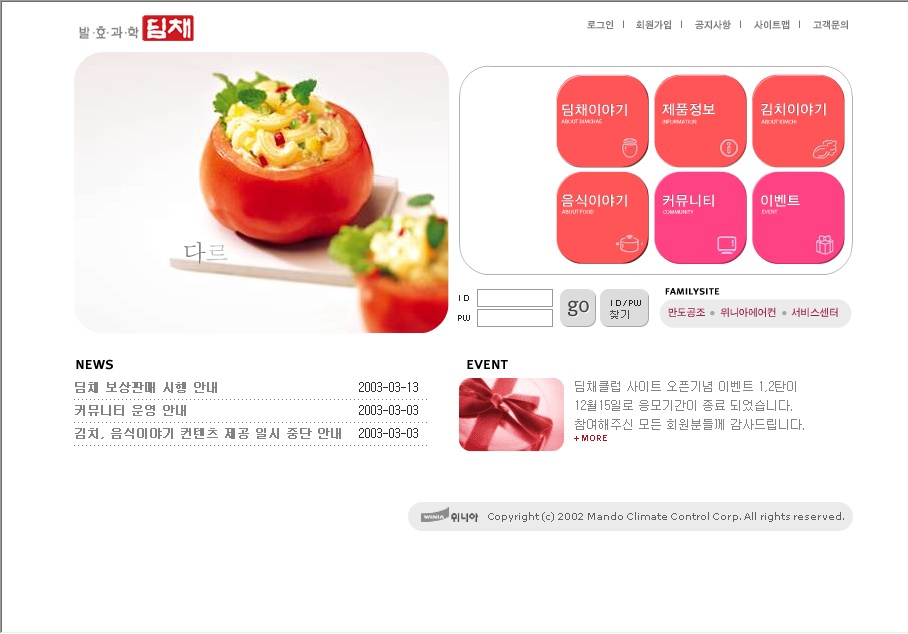 발·효·과·학 딤채
로그인 | 회원가입 | 공지사항 | 사이트맵 | 고객문의
딤채이야기
ABOUT DIMCHAE
제품정보
INFORMATION
김치이야기
ABOUT KIMCHI
음식이야기
ABOUT FOOD
커뮤니티
COMMUNITY
이벤트
EVENT
다르
ID
PW
go
ID/PW
찾기
FAMILYSITE
만도공조 ● 위니아에어컨 ● 서비스센터
NEWS
딤채 보상판매 시행 안내 2003-03-13
커뮤니티 운영 안내 2003-03-03
김치, 음식이야기 컨텐츠 제공 일시 중단 안내 2003-03-03
EVENT
딤채클럽 사이트 오픈기념 이벤트 1,2탄이
12월15일로 응모기간이 종료 되었습니다.
참여해주신 모든 회원분들께 감사드립니다.
+MORE
WINIA 위니아 Copyright (c) 2002 Mando Climate Control Corp. All rights reserved.